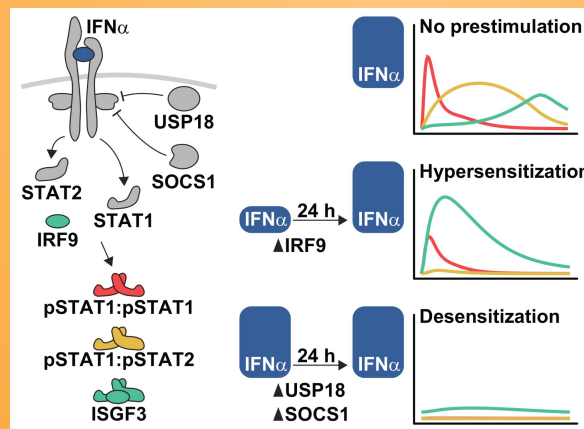 IFNα
USP18
SOCS1
STAT2
STAT1
IRF9
pSTAT1:pSTAT1
pSTAT1:pSTAT2
ISGF3
No prestimulation
IFNα
Hypersensitization
IFNα
24 h
IFNα
▲IRF9
Desensitization
IFNα
24 h
IFNα
▲USP18
▲SOCS1